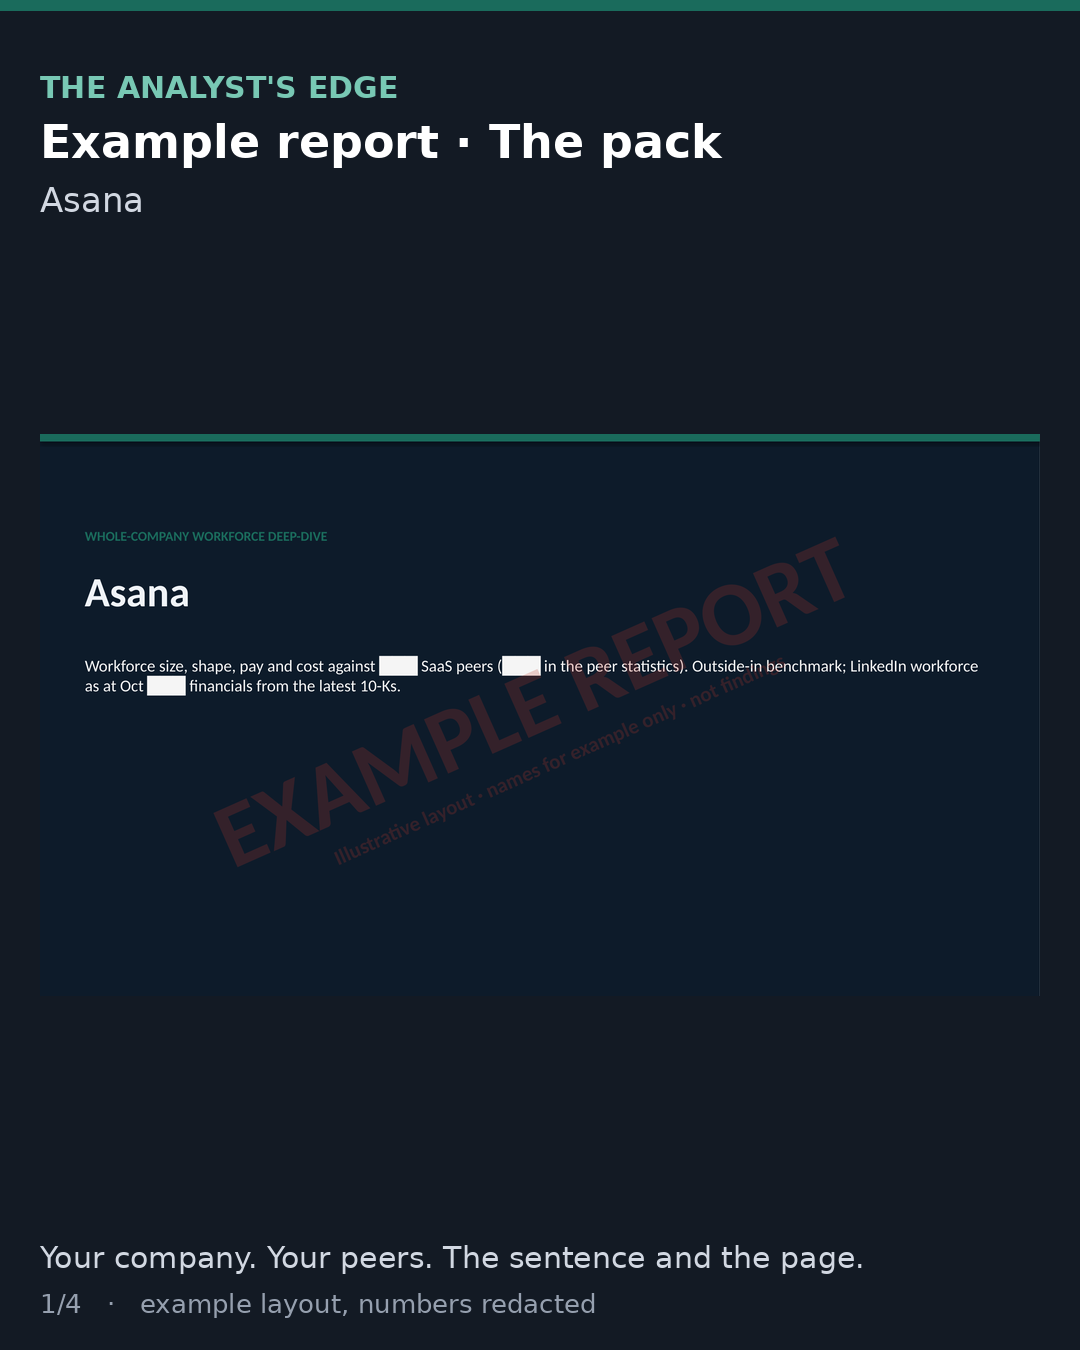 THE ANALYST'S EDGE
Example report · The pack
Asana
WHOLE-COMPANY WORKFORCE DEEP-DIVE
Asana
Workforce size, shape, pay and cost against SaaS peers ( in the peer statistics). Outside-in benchmark; LinkedIn workforce
as at Oct financials from the latest 10-Ks.
EXAMPLE REPORT
Illustrative layout · names for example only · not findings
Your company. Your peers. The sentence and the page.
1/4 · example layout, numbers redacted